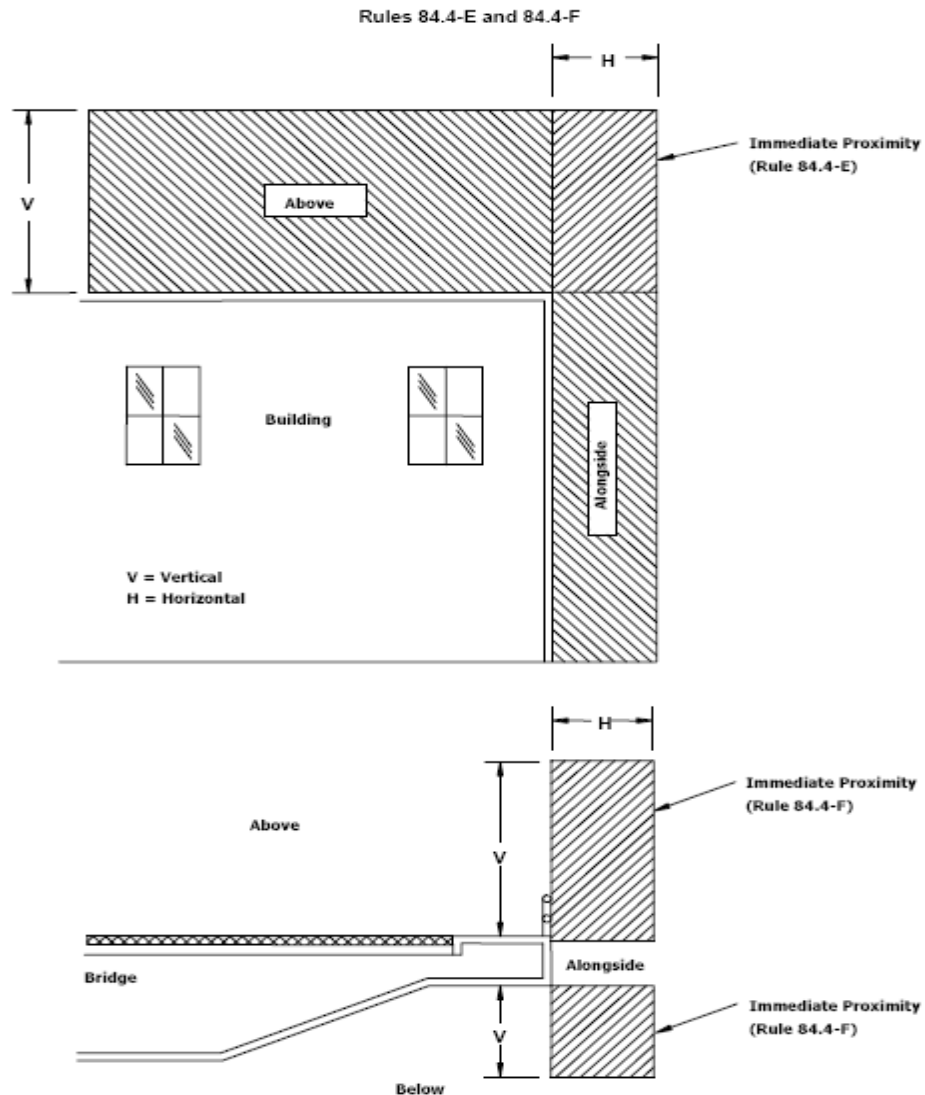 Rules 84.4-E and 84.4-F
H
Immediate Proximity
(Rule 84.4-E)
V
Above
Building
Alongside
V = Vertical
H = Horizontal
H
Immediate Proximity
(Rule 84.4-F)
Above
V
Bridge
Alongside
Immediate Proximity
(Rule 84.4-F)
V
Below